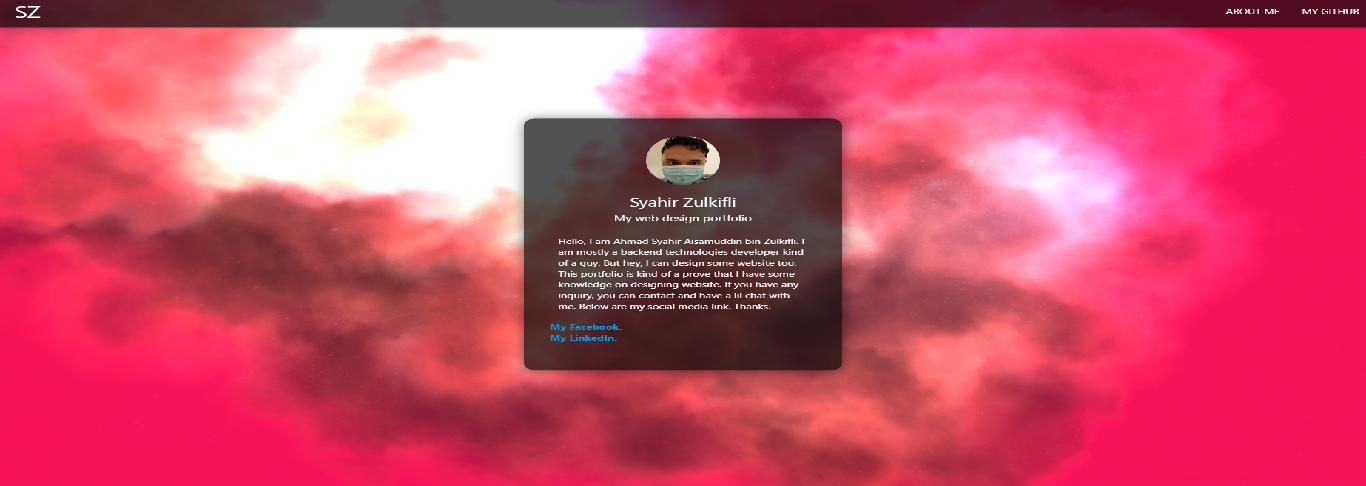 SZ
ABOUT ME
MY GITHUB
Syahir Zulkifli
My web design portfolio
Hello, I am Ahmad Syahir Aisamuddin bin Zulkifli. I
am mostly a backend technologies developer kind
of a guy. But hey, I can design some website too.
This portfolio is kind of a prove that I have some
knowledge on designing website. If you have any
inquiry, you can contact and have a lil chat with
me. Below are my social media link. Thanks.
My Facebook.
My LinkedIn.